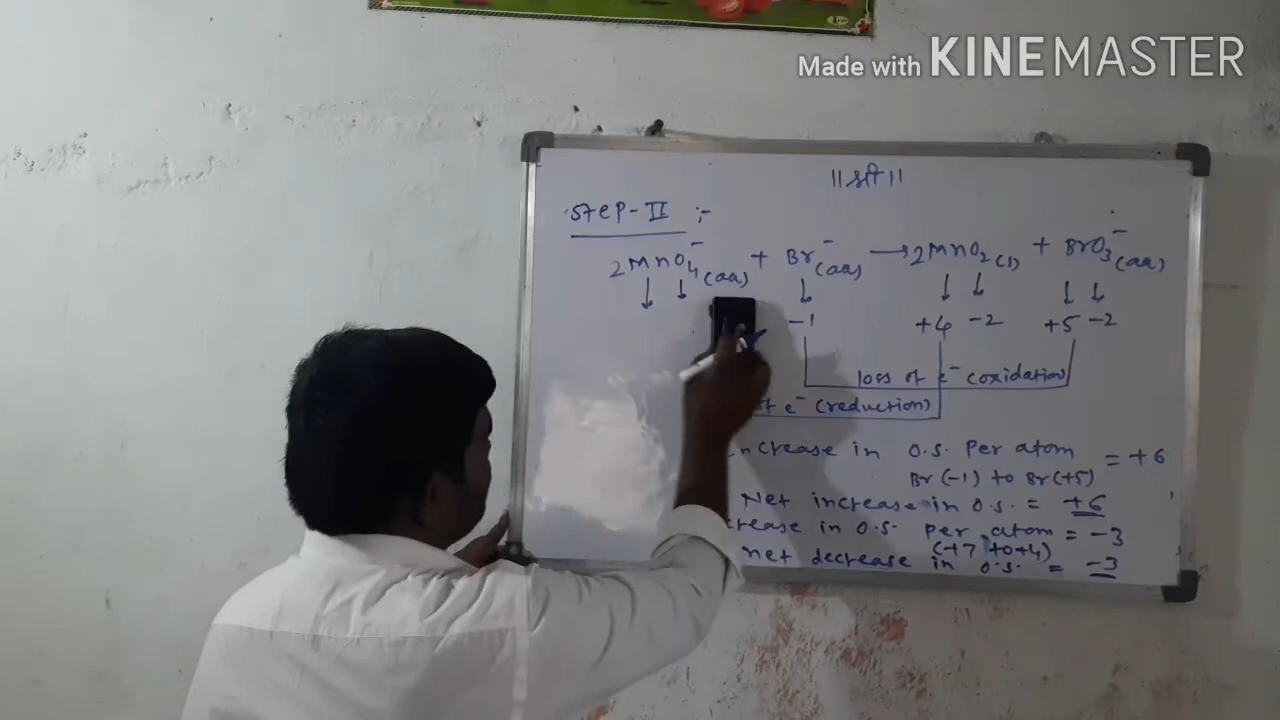 Made with KINEMASTER
॥श्री॥
Step-II :-
2MnO₄⁻(aq) + Br⁻(aq) → 2MnO₂(l) + BrO₃⁻(aq)
-1 +4 -2 +5 -2
loss of e⁻ (oxidation)
of e⁻ (reduction)
ncrease in O.S. Per atom = +6
Br(-1) to Br(+5)
Net increase in O.S. = +6
crease in O.S. Per atom = -3
(+7 to +4)
net decrease in O.S. = -3